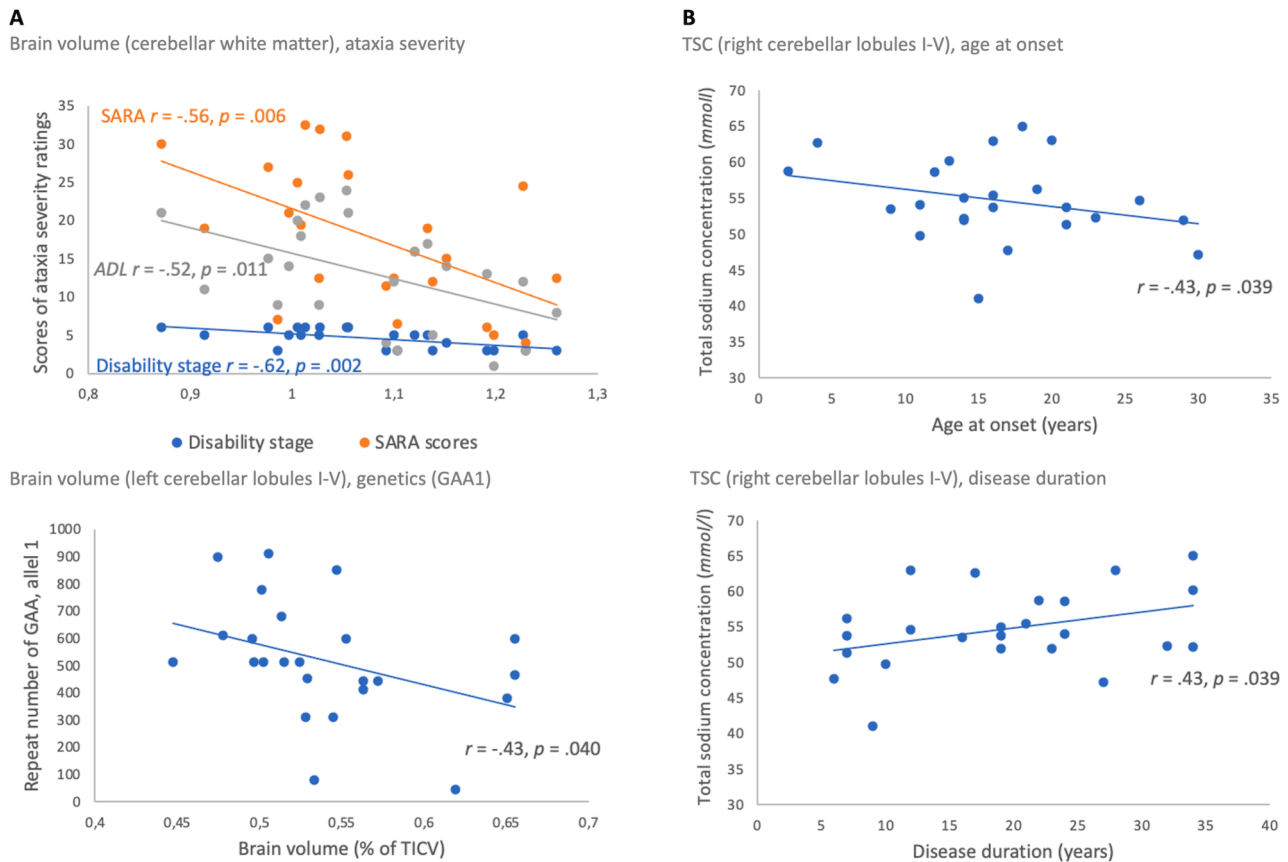 A
Brain volume (cerebellar white matter), ataxia severity
Scores of ataxia severity ratings
35
30
25
20
15
10
5
0
SARA r = -.56, p = .006
ADL r = -.52, p = .011
Disability stage r = -.62, p = .002
0,8 0,9 1 1,1 1,2 1,3
Disability stage SARA scores
Brain volume (left cerebellar lobules I-V), genetics (GAA1)
Repeat number of GAA, allel 1
1000
900
800
700
600
500
400
300
200
100
0
r = -.43, p = .040
0,4 0,45 0,5 0,55 0,6 0,65 0,7
Brain volume (% of TICV)
B
TSC (right cerebellar lobules I-V), age at onset
Total sodium concentration (mmoll)
70
65
60
55
50
45
40
35
30
r = -.43, p = .039
0 5 10 15 20 25 30 35
Age at onset (years)
TSC (right cerebellar lobules I-V), disease duration
Total sodium concentration (mmol/l)
70
65
60
55
50
45
40
35
30
r = .43, p = .039
0 5 10 15 20 25 30 35 40
Disease duration (years)